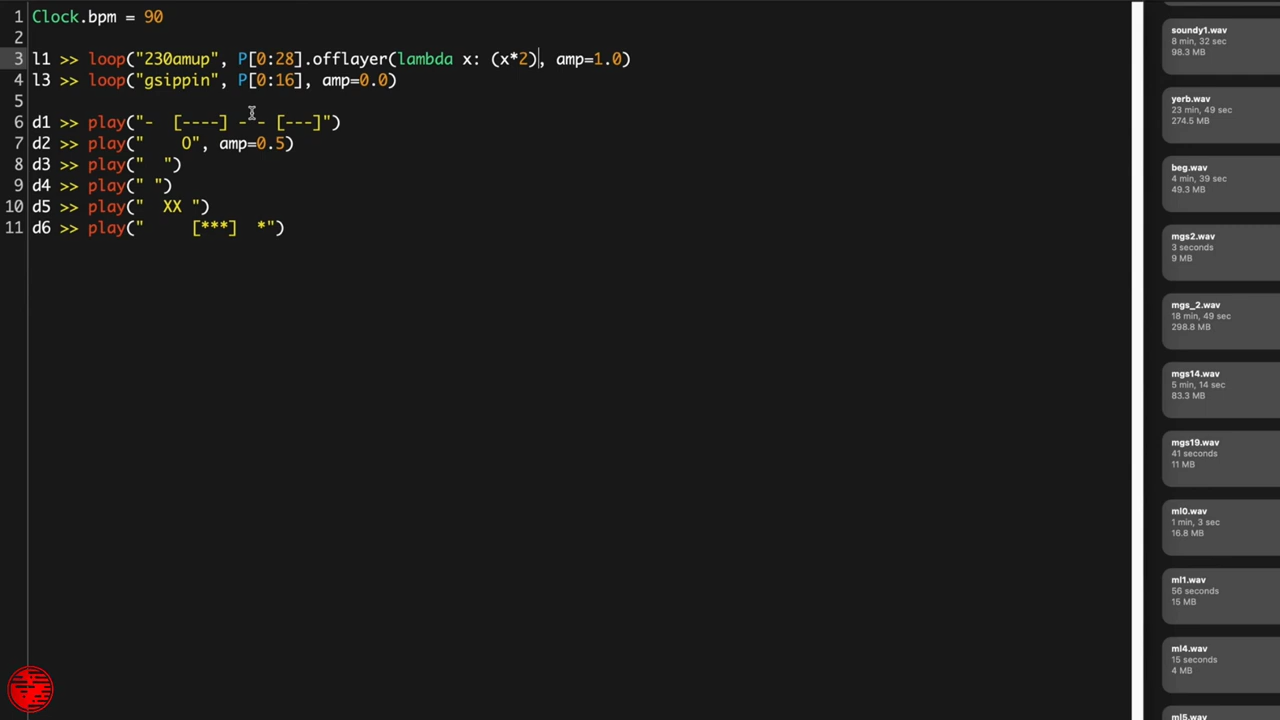 1 Clock.bpm = 90
2
3 l1 >> loop("230amup", P[0:28].offlayer(lambda x: (x*2), amp=1.0)
4 l3 >> loop("gsippin", P[0:16], amp=0.0)
5
6 d1 >> play("-  [----] -- [---]")
7 d2 >> play("    O", amp=0.5)
8 d3 >> play("  ")
9 d4 >> play(" ")
10 d5 >> play("  XX ")
11 d6 >> play("     [***]  *")
soundy1.wav
8 min, 32 sec
98.3 MB
yerb.wav
23 min, 49 sec
274.5 MB
beg.wav
4 min, 39 sec
49.3 MB
mgs2.wav
3 seconds
9 MB
mgs_2.wav
18 min, 49 sec
298.8 MB
mgs14.wav
5 min, 14 sec
83.3 MB
mgs19.wav
41 seconds
11 MB
ml0.wav
1 min, 3 sec
16.8 MB
ml1.wav
56 seconds
15 MB
ml4.wav
15 seconds
4 MB
ml5.wav